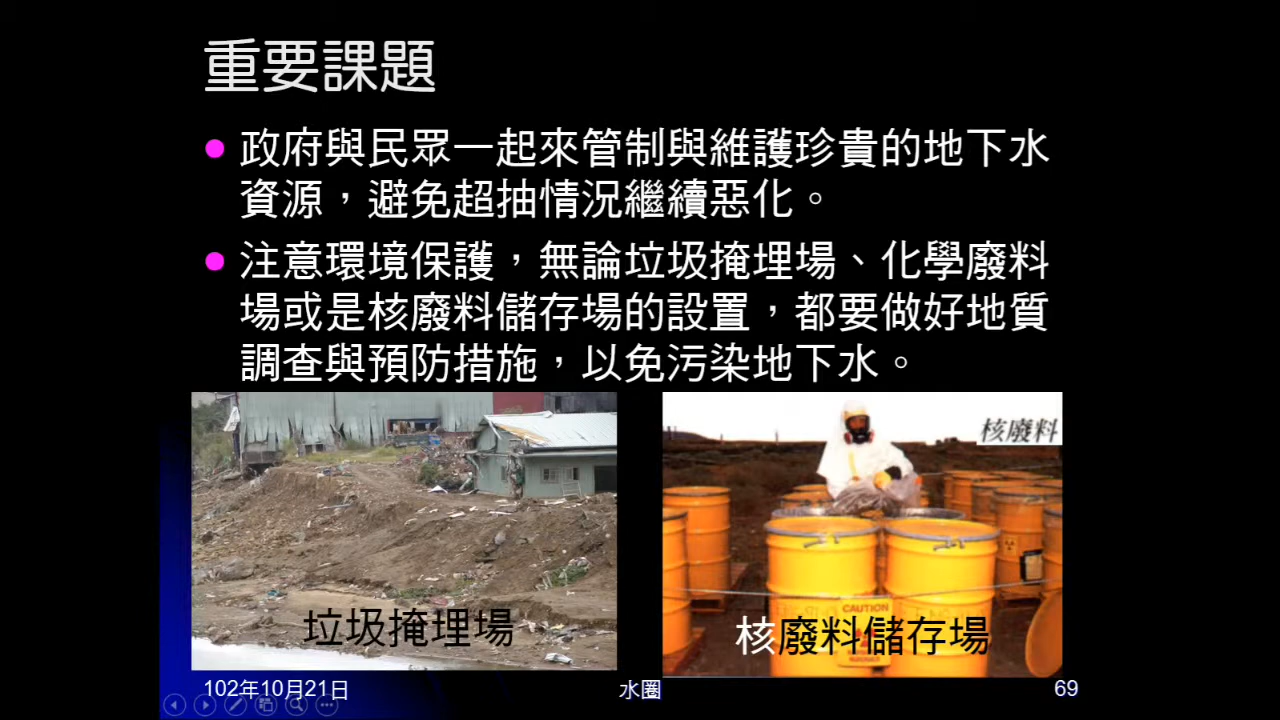 重要課題
政府與民眾一起來管制與維護珍貴的地下水
資源，避免超抽情況繼續惡化。
注意環境保護，無論垃圾掩埋場、化學廢料
場或是核廢料儲存場的設置，都要做好地質
調查與預防措施，以免污染地下水。
核廢料
垃圾掩埋場
CAUTION
核廢料儲存場
102年10月21日
水圈
69